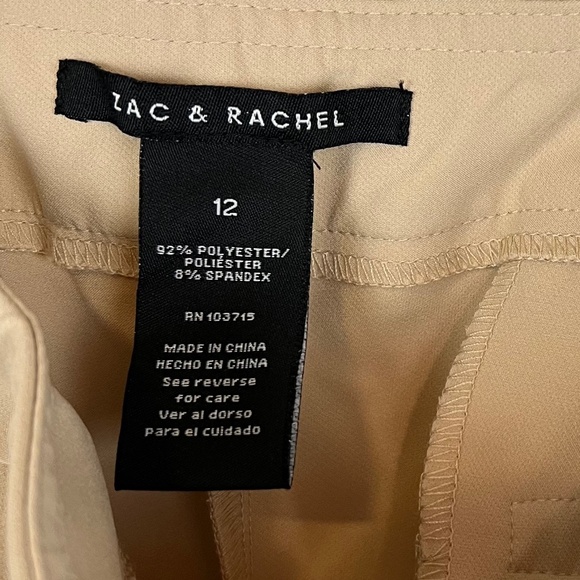 ZAC & RACHEL
12
92% POLYESTER/
POLIÉSTER
8% SPANDEX
RN 103715
MADE IN CHINA
HECHO EN CHINA
See reverse
for care
Ver al dorso
para el cuidado